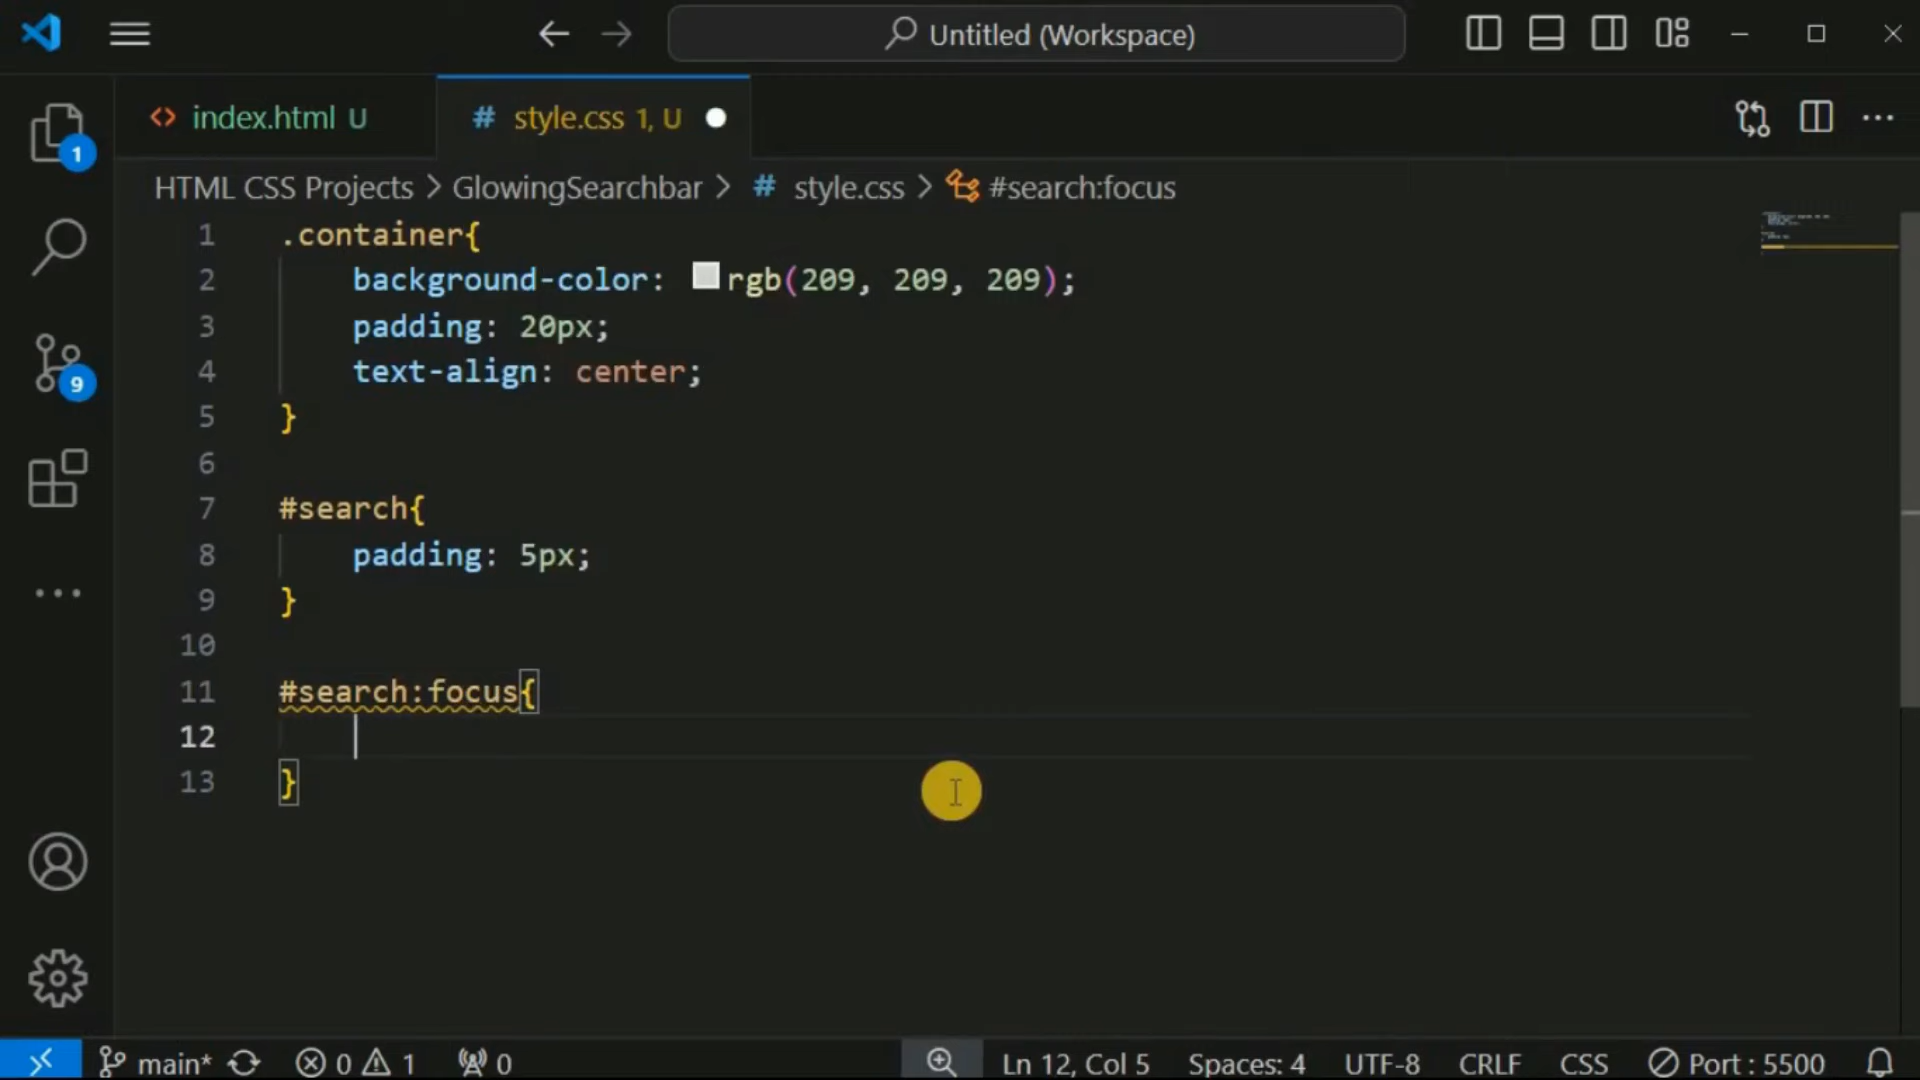 Untitled (Workspace)
index.html U
# style.css 1, U
HTML CSS Projects > GlowingSearchbar > # style.css > #search:focus
1 .container{
2 background-color: rgb(209, 209, 209);
3 padding: 20px;
4 text-align: center;
5 }
6
7 #search{
8 padding: 5px;
9 }
10
11 #search:focus{
12
13 }
1
9
main* 0 1 0 Ln 12, Col 5 Spaces: 4 UTF-8 CRLF CSS Port : 5500